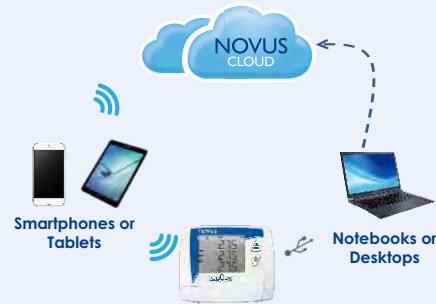 NOVUS
CLOUD
Smartphones or
Tablets
Notebooks or
Desktops